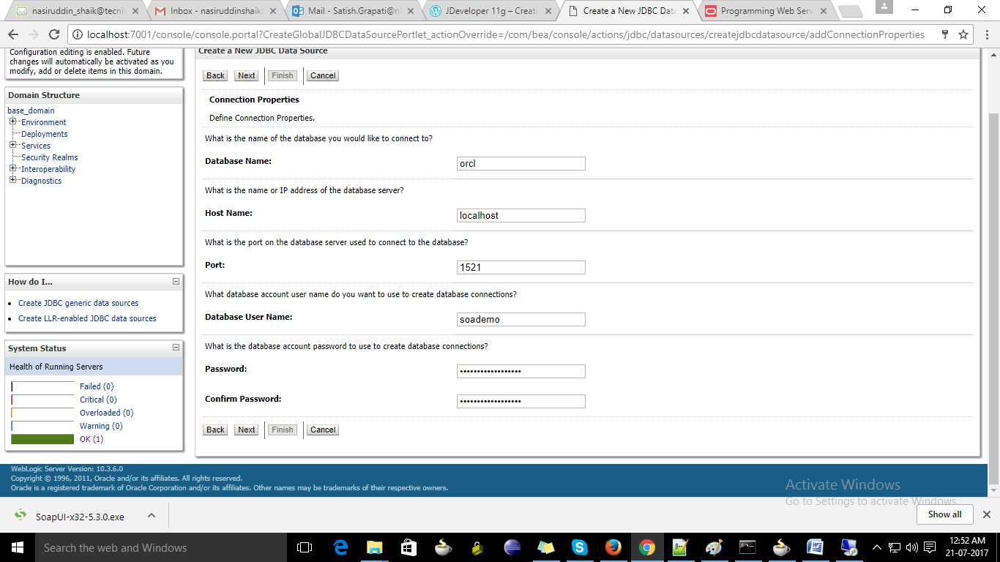 nasiruddin_shaik@tecni
Inbox - nasiruddinshaik
Mail - Satish.Grapati@n
JDeveloper 11g – Creati
Create a New JDBC Dat
Programming Web Serv
localhost:7001/console/console.portal?CreateGlobalJDBCDataSourcePortlet_actionOverride=/com/bea/console/actions/jdbc/datasources/createjdbcdatasource/addConnectionProperties
Configuration editing is enabled. Future
changes will automatically be activated as you
modify, add or delete items in this domain.
Domain Structure
base_domain
Environment
Deployments
Services
Security Realms
Interoperability
Diagnostics
How do I...
Create JDBC generic data sources
Create LLR-enabled JDBC data sources
System Status
Health of Running Servers
Failed (0)
Critical (0)
Overloaded (0)
Warning (0)
OK (1)
Create a New JDBC Data Source
Back Next Finish Cancel
Connection Properties
Define Connection Properties.
What is the name of the database you would like to connect to?
Database Name: orcl
What is the name or IP address of the database server?
Host Name: localhost
What is the port on the database server used to connect to the database?
Port: 1521
What database account user name do you want to use to create database connections?
Database User Name: soademo
What is the database account password to use to create database connections?
Password: ••••••••••••••••••
Confirm Password: ••••••••••••••••••
Back Next Finish Cancel
WebLogic Server Version: 10.3.6.0
Copyright © 1996, 2011, Oracle and/or its affiliates. All rights reserved.
Oracle is a registered trademark of Oracle Corporation and/or its affiliates. Other names may be trademarks of their respective owners.
Activate Windows
Go to Settings to activate Windows.
SoapUI-x32-5.3.0.exe
Show all
Search the web and Windows
12:52 AM
21-07-2017